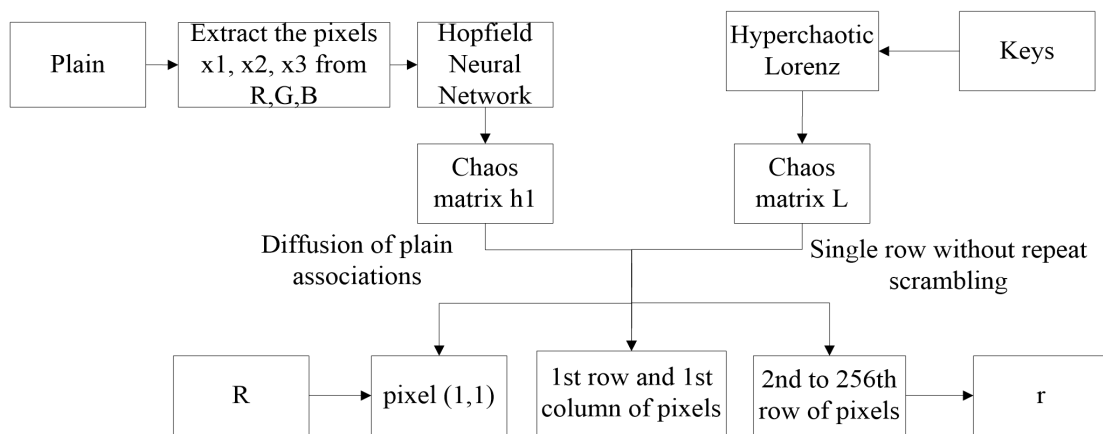 Plain
Extract the pixels
x1, x2, x3 from
R,G,B
Hopfield
Neural
Network
Hyperchaotic
Lorenz
Keys
Chaos
matrix h1
Chaos
matrix L
Diffusion of plain
associations
Single row without repeat
scrambling
R
pixel (1,1)
1st row and 1st
column of pixels
2nd to 256th
row of pixels
r